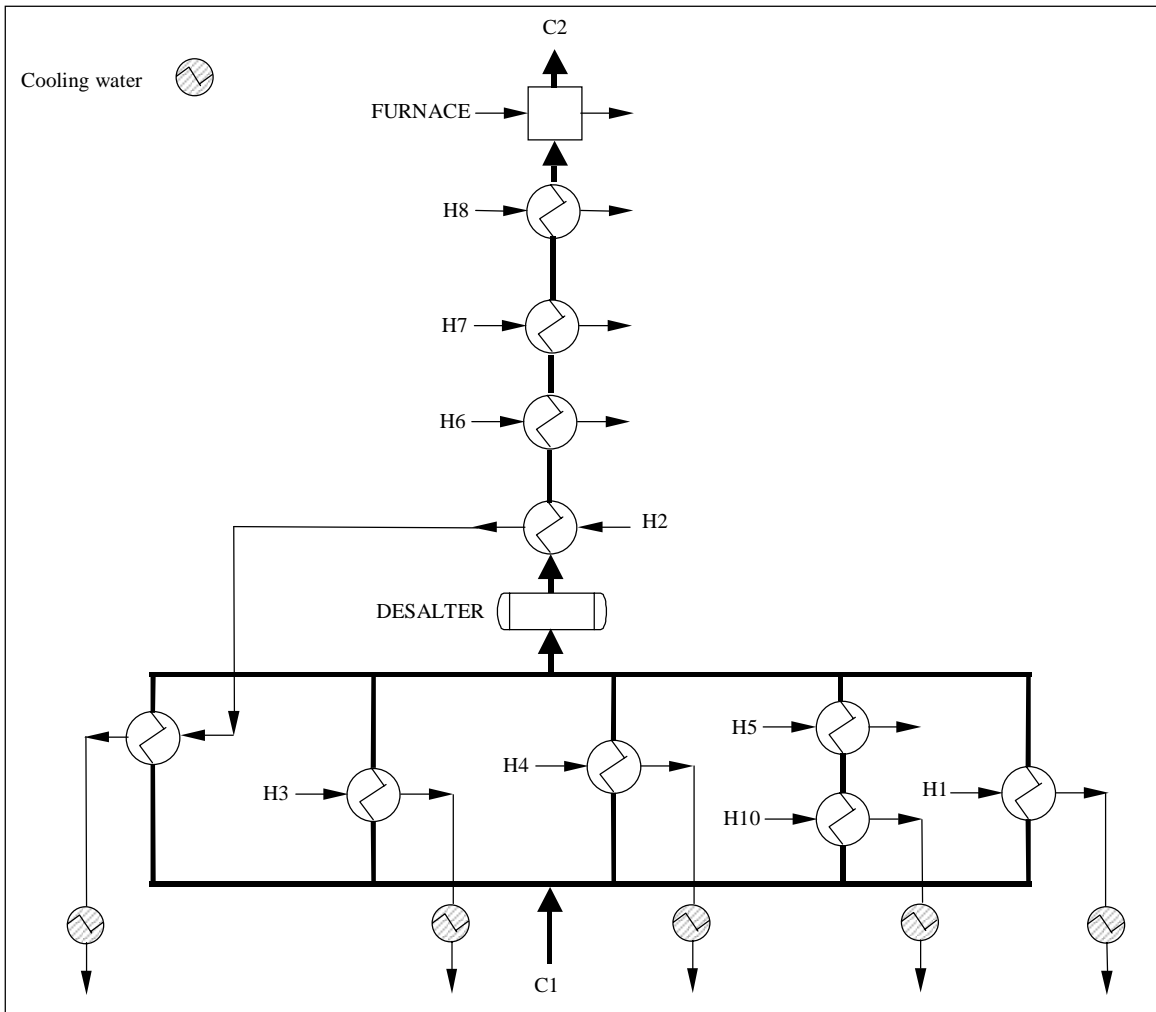 C2
Cooling water
FURNACE
H8
H7
H6
H2
DESALTER
H5
H4
H3
H1
H10
C1